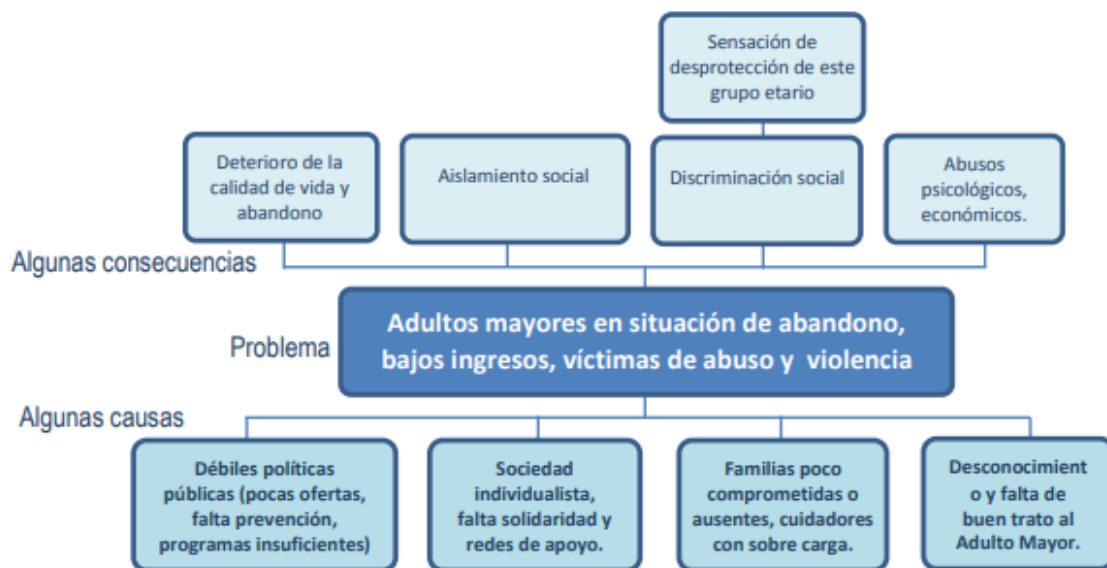 Sensación de
desprotección de este
grupo etario
Deterioro de la
calidad de vida y
abandono
Aislamiento social
Discriminación social
Abusos
psicológicos,
económicos.
Algunas consecuencias
Problema
Adultos mayores en situación de abandono,
bajos ingresos, víctimas de abuso y violencia
Algunas causas
Débiles políticas
públicas (pocas ofertas,
falta prevención,
programas insuficientes)
Sociedad
individualista,
falta solidaridad y
redes de apoyo.
Familias poco
comprometidas o
ausentes, cuidadores
con sobre carga.
Desconocimient
o y falta de
buen trato al
Adulto Mayor.